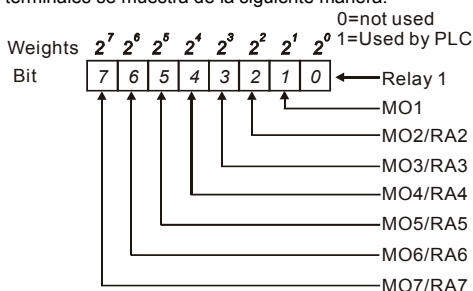 terminales se muestra de la siguiente manera:
0=not used
Weights 2⁷ 2⁶ 2⁵ 2⁴ 2³ 2² 2¹ 2⁰ 1=Used by PLC
Bit 7 6 5 4 3 2 1 0 Relay 1
MO1
MO2/RA2
MO3/RA3
MO4/RA4
MO5/RA5
MO6/RA6
MO7/RA7